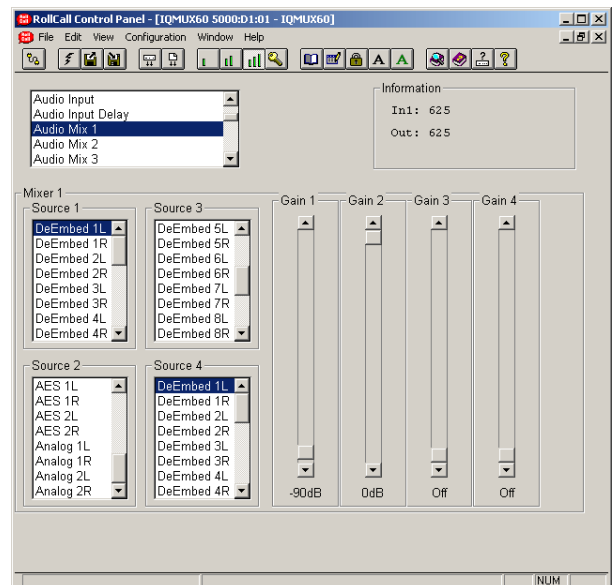 RollCall Control Panel - [IQMUX60 5000:D1:01 - IQMUX60]
File Edit View Configuration Window Help
Audio Input
Audio Input Delay
Audio Mix 1
Audio Mix 2
Audio Mix 3
Information
In1: 625
Out: 625
Mixer 1
Source 1
DeEmbed 1L
DeEmbed 1R
DeEmbed 2L
DeEmbed 2R
DeEmbed 3L
DeEmbed 3R
DeEmbed 4L
DeEmbed 4R
Source 3
DeEmbed 5L
DeEmbed 5R
DeEmbed 6L
DeEmbed 6R
DeEmbed 7L
DeEmbed 7R
DeEmbed 8L
DeEmbed 8R
Source 2
AES 1L
AES 1R
AES 2L
AES 2R
Analog 1L
Analog 1R
Analog 2L
Analog 2R
Source 4
DeEmbed 1L
DeEmbed 1R
DeEmbed 2L
DeEmbed 2R
DeEmbed 3L
DeEmbed 3R
DeEmbed 4L
DeEmbed 4R
Gain 1
-90dB
Gain 2
0dB
Gain 3
Off
Gain 4
Off
NUM